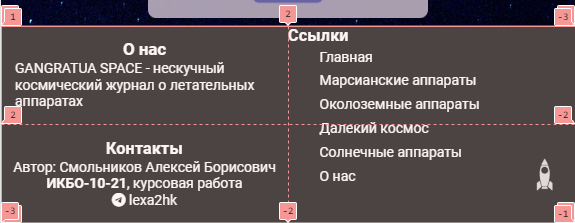 1
2
-3
О нас
GANGRATUA SPACE - нескучный
космический журнал о летательных
аппаратах
Ссылки
Главная
Марсианские аппараты
Околоземные аппараты
Далекий космос
Солнечные аппараты
О нас
2
-2
Контакты
Автор: Смольников Алексей Борисович
ИКБО-10-21, курсовая работа
lexa2hk
-3
-2
-1